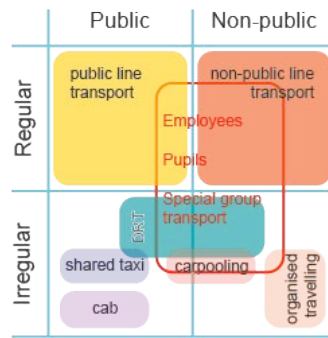 Public
Non-public
Regular
public line
transport
non-public line
transport
Employees
Pupils
Special group
transport
Irregular
DRT
shared taxi
carpooling
cab
organised
travelling